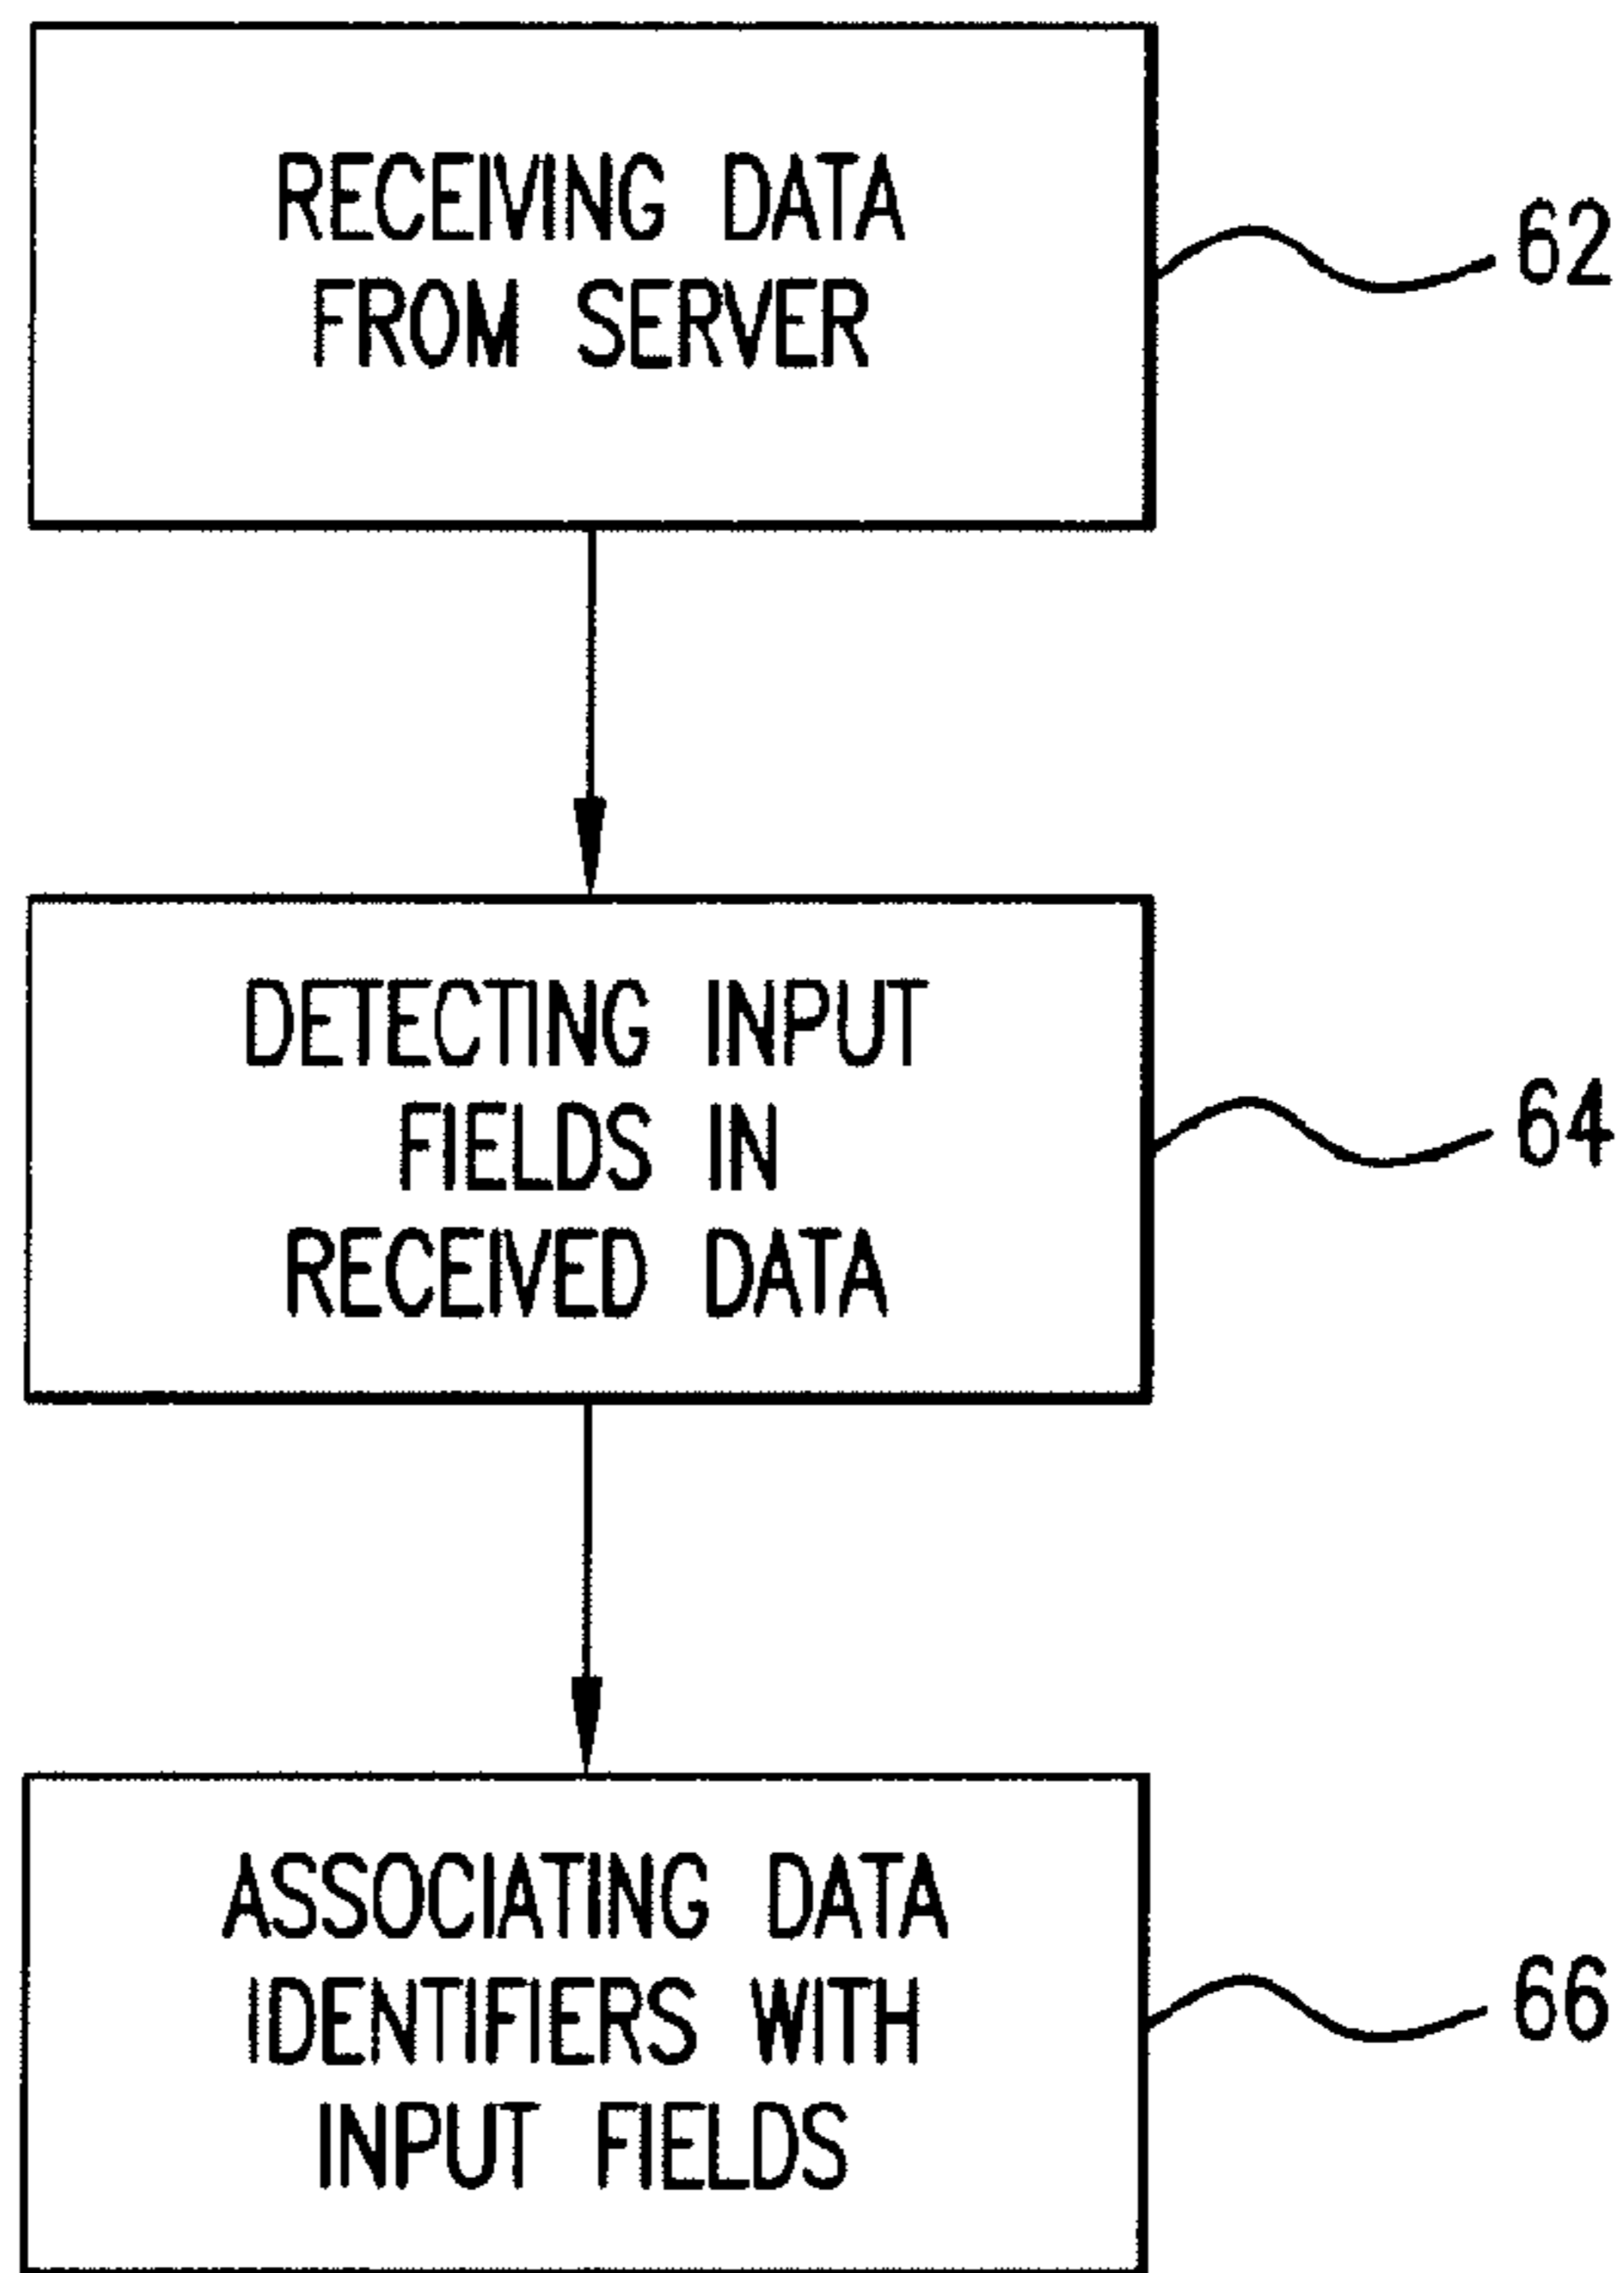 RECEIVING DATA
FROM SERVER
62
DETECTING INPUT
FIELDS IN
RECEIVED DATA
64
ASSOCIATING DATA
IDENTIFIERS WITH
INPUT FIELDS
66